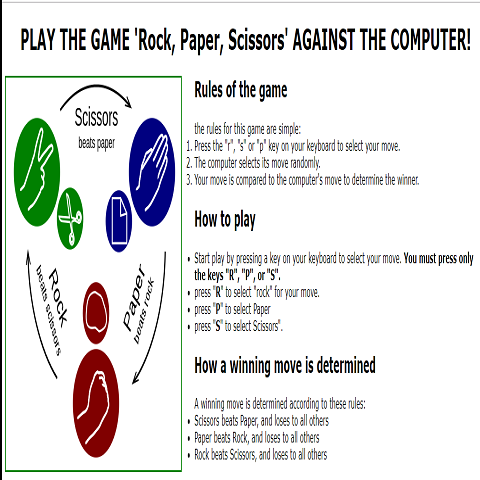 PLAY THE GAME 'Rock, Paper, Scissors' AGAINST THE COMPUTER!
Scissors
beats paper
Rock
beats scissors
Paper
beats rock
Rules of the game
the rules for this game are simple:
1. Press the "r", "s" or "p" key on your keyboard to select your move.
2. The computer selects its move randomly.
3. Your move is compared to the computer's move to determine the winner.
How to play
• Start play by pressing a key on your keyboard to select your move. You must press only
the keys "R", "P", or "S".
• press "R" to select "rock" for your move.
• press "P" to select Paper
• press "S" to select Scissors".
How a winning move is determined
A winning move is determined according to these rules:
• Scissors beats Paper, and loses to all others
• Paper beats Rock, and loses to all others
• Rock beats Scissors, and loses to all others